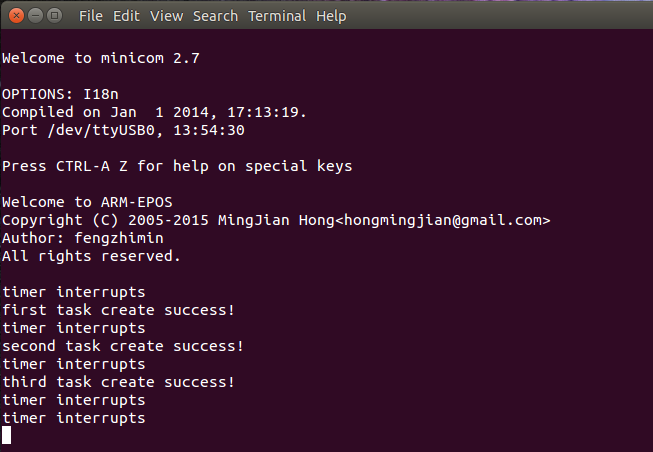 File Edit View Search Terminal Help
Welcome to minicom 2.7
OPTIONS: I18n
Compiled on Jan  1 2014, 17:13:19.
Port /dev/ttyUSB0, 13:54:30
Press CTRL-A Z for help on special keys
Welcome to ARM-EPOS
Copyright (C) 2005-2015 MingJian Hong<hongmingjian@gmail.com>
Author: fengzhimin
All rights reserved.
timer interrupts
first task create success!
timer interrupts
second task create success!
timer interrupts
third task create success!
timer interrupts
timer interrupts